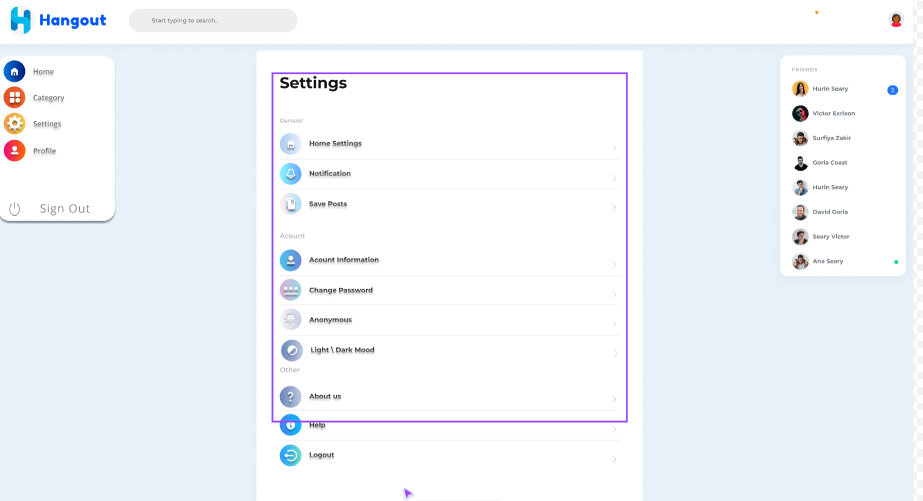 Hangout
Start typing to search..
Home
Category
Settings
Profile
Sign Out
Settings
General
Home Settings
Notification
Save Posts
Acount
Acount Information
Change Password
Anonymous
Light \ Dark Mood
Other
About us
Help
Logout
FRIENDS
Hurin Seary
2
Victor Exrixon
Surfiya Zakir
Goria Coast
Hurin Seary
David Goria
Seary Victor
Ana Seary